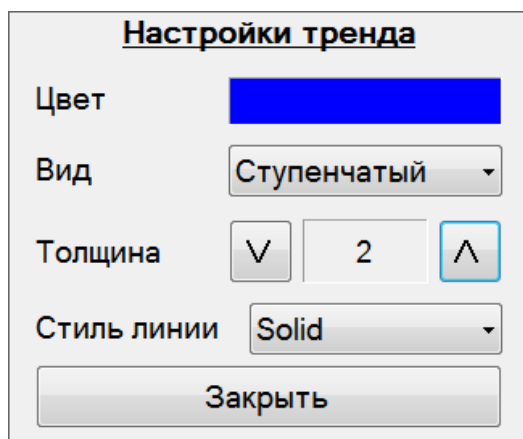 Настройки тренда
Цвет
Вид Ступенчатый
Толщина 2
Стиль линии Solid
Закрыть